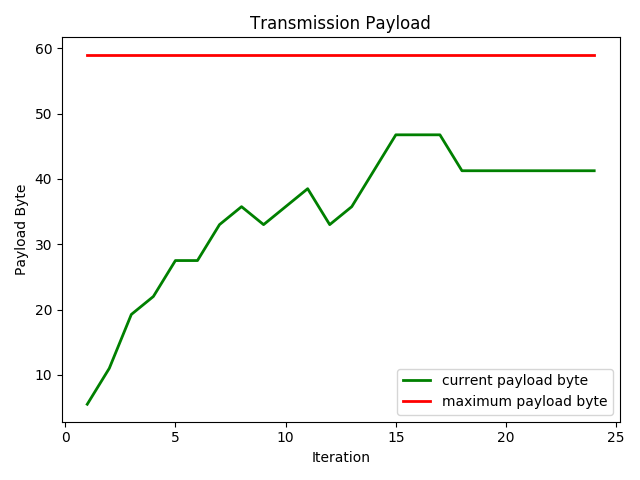 Transmission Payload
60
50
40
30
20
10
Payload Byte
current payload byte
maximum payload byte
0 5 10 15 20 25
Iteration